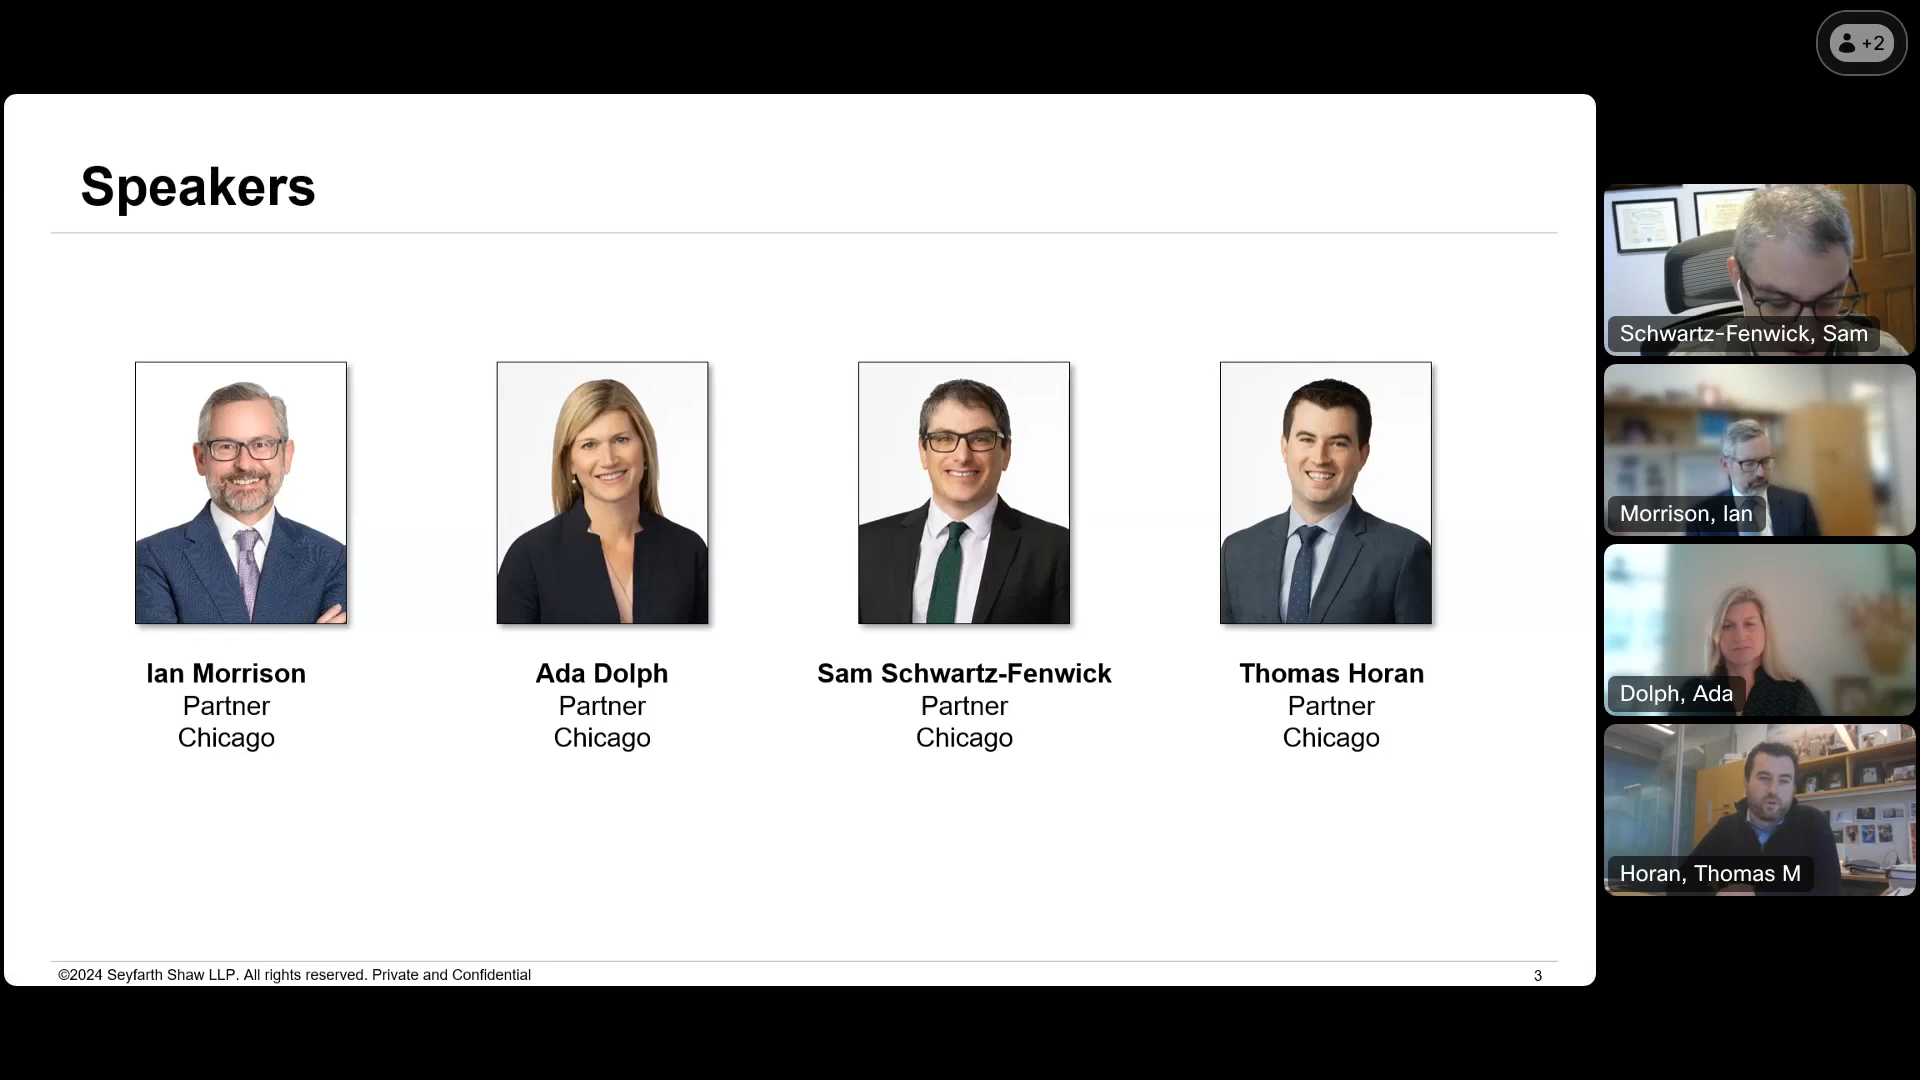 +2
Speakers
Ian Morrison
Partner
Chicago
Ada Dolph
Partner
Chicago
Sam Schwartz-Fenwick
Partner
Chicago
Thomas Horan
Partner
Chicago
©2024 Seyfarth Shaw LLP. All rights reserved. Private and Confidential
3
Schwartz-Fenwick, Sam
Morrison, Ian
Dolph, Ada
Horan, Thomas M